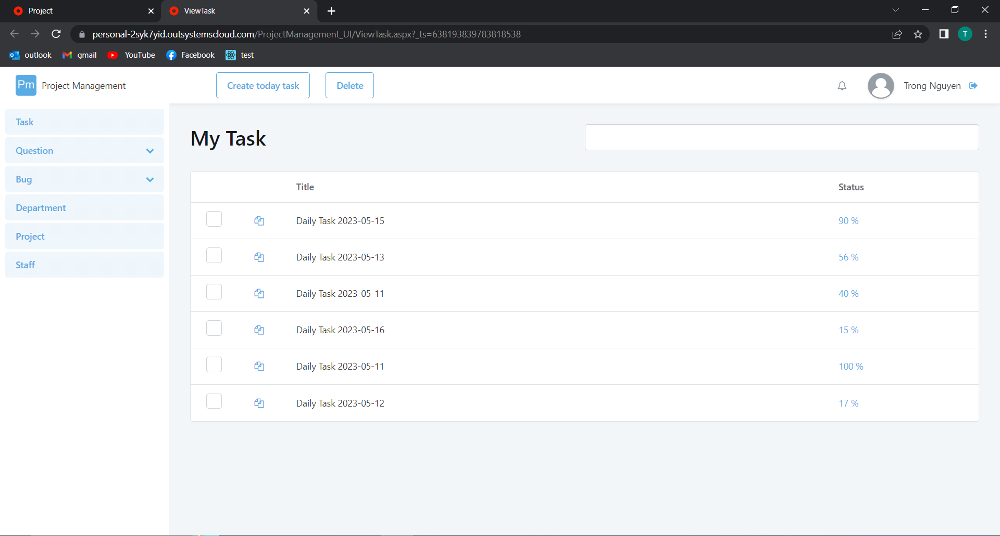 Project
ViewTask
personal-2syk7yid.outsystemscloud.com/ProjectManagement_UI/ViewTask.aspx?_ts=638193839783818538
T
outlook
gmail
YouTube
Facebook
test
Pm Project Management
Create today task
Delete
Trong Nguyen
Task
Question
Bug
Department
Project
Staff
My Task
Title Status
Daily Task 2023-05-15 90 %
Daily Task 2023-05-13 56 %
Daily Task 2023-05-11 40 %
Daily Task 2023-05-16 15 %
Daily Task 2023-05-11 100 %
Daily Task 2023-05-12 17 %